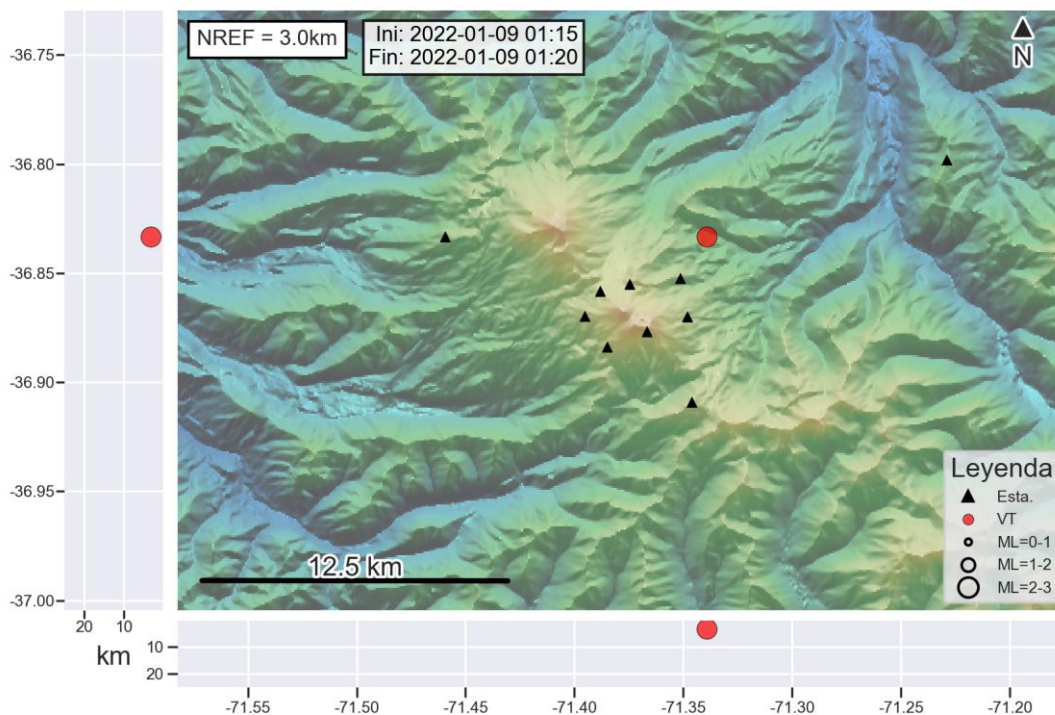 NREF = 3.0km
Ini: 2022-01-09 01:15
Fin: 2022-01-09 01:20
N
-36.75
-36.80
-36.85
-36.90
-36.95
-37.00
Leyenda
Esta.
VT
ML=0-1
ML=1-2
ML=2-3
12.5 km
20 10
km
10
20
-71.55 -71.50 -71.45 -71.40 -71.35 -71.30 -71.25 -71.20